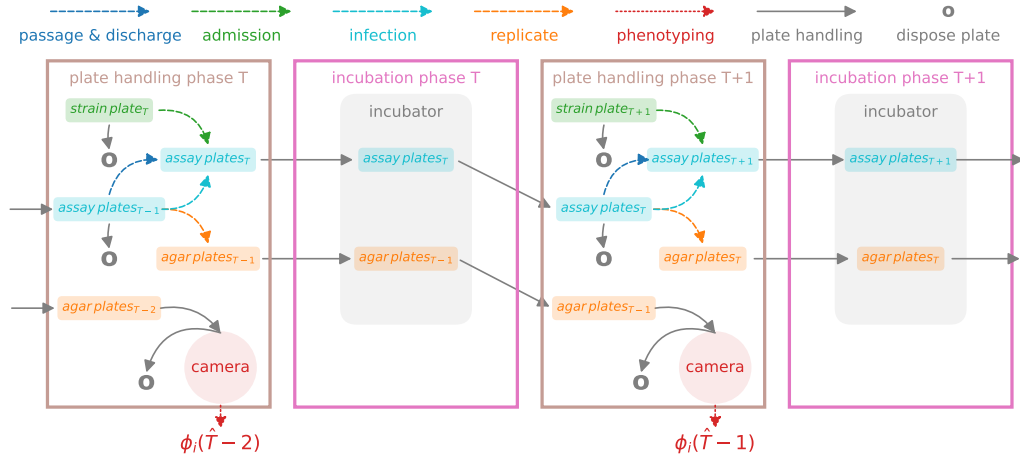 passage & discharge
admission
infection
replicate
phenotyping
plate handling
o
dispose plate
plate handling phase T
strain plate_T
o
assay plates_T
assay plates_{T−1}
o
agar plates_{T−1}
agar plates_{T−2}
camera
o
ϕ_i(T̂ − 2)
incubation phase T
incubator
assay plates_T
agar plates_{T−1}
plate handling phase T+1
strain plate_{T+1}
o
assay plates_{T+1}
assay plates_T
o
agar plates_T
agar plates_{T−1}
camera
o
ϕ_i(T̂ − 1)
incubation phase T+1
incubator
assay plates_{T+1}
agar plates_T